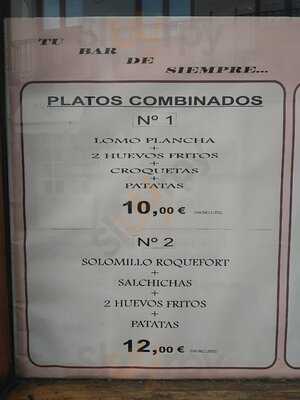 TU
BAR
DE
SIEMPRE...
PLATOS COMBINADOS
Nº 1
LOMO PLANCHA
+
2 HUEVOS FRITOS
+
CROQUETAS
+
PATATAS
10,00 €
Nº 2
SOLOMILLO ROQUEFORT
+
SALCHICHAS
+
2 HUEVOS FRITOS
+
PATATAS
12,00 €